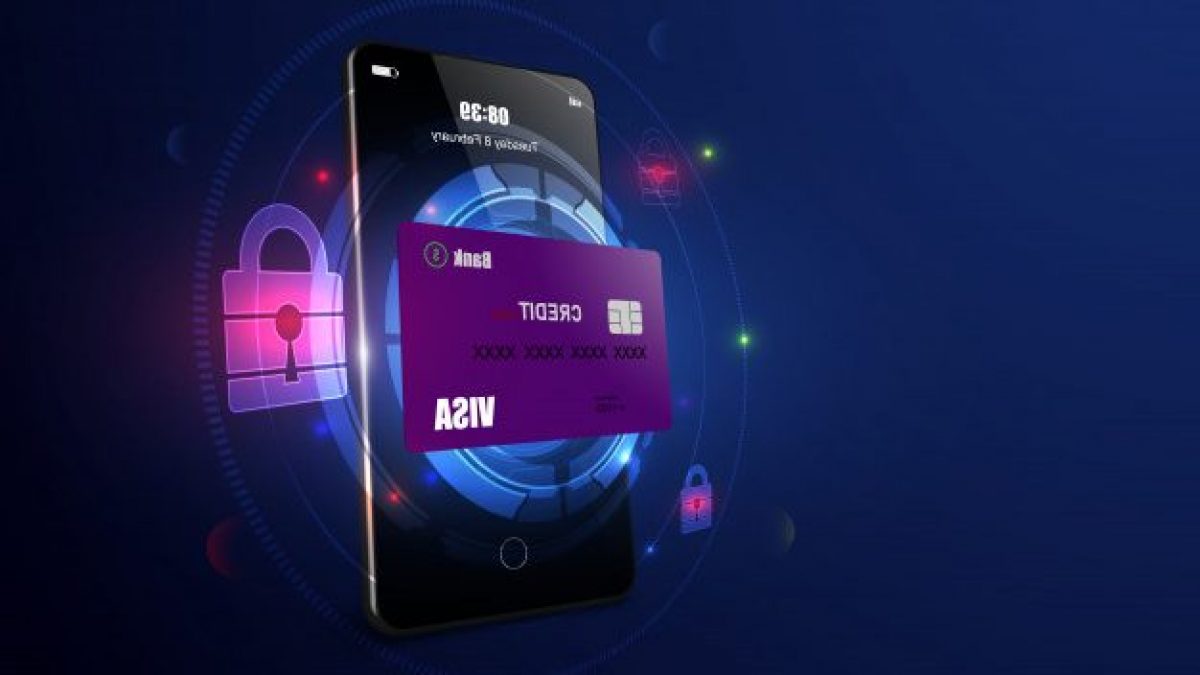 08:39
Tuesday 8 February
Bank
$
CREDIT
XXXX XXXX XXXX XXXX
VISA